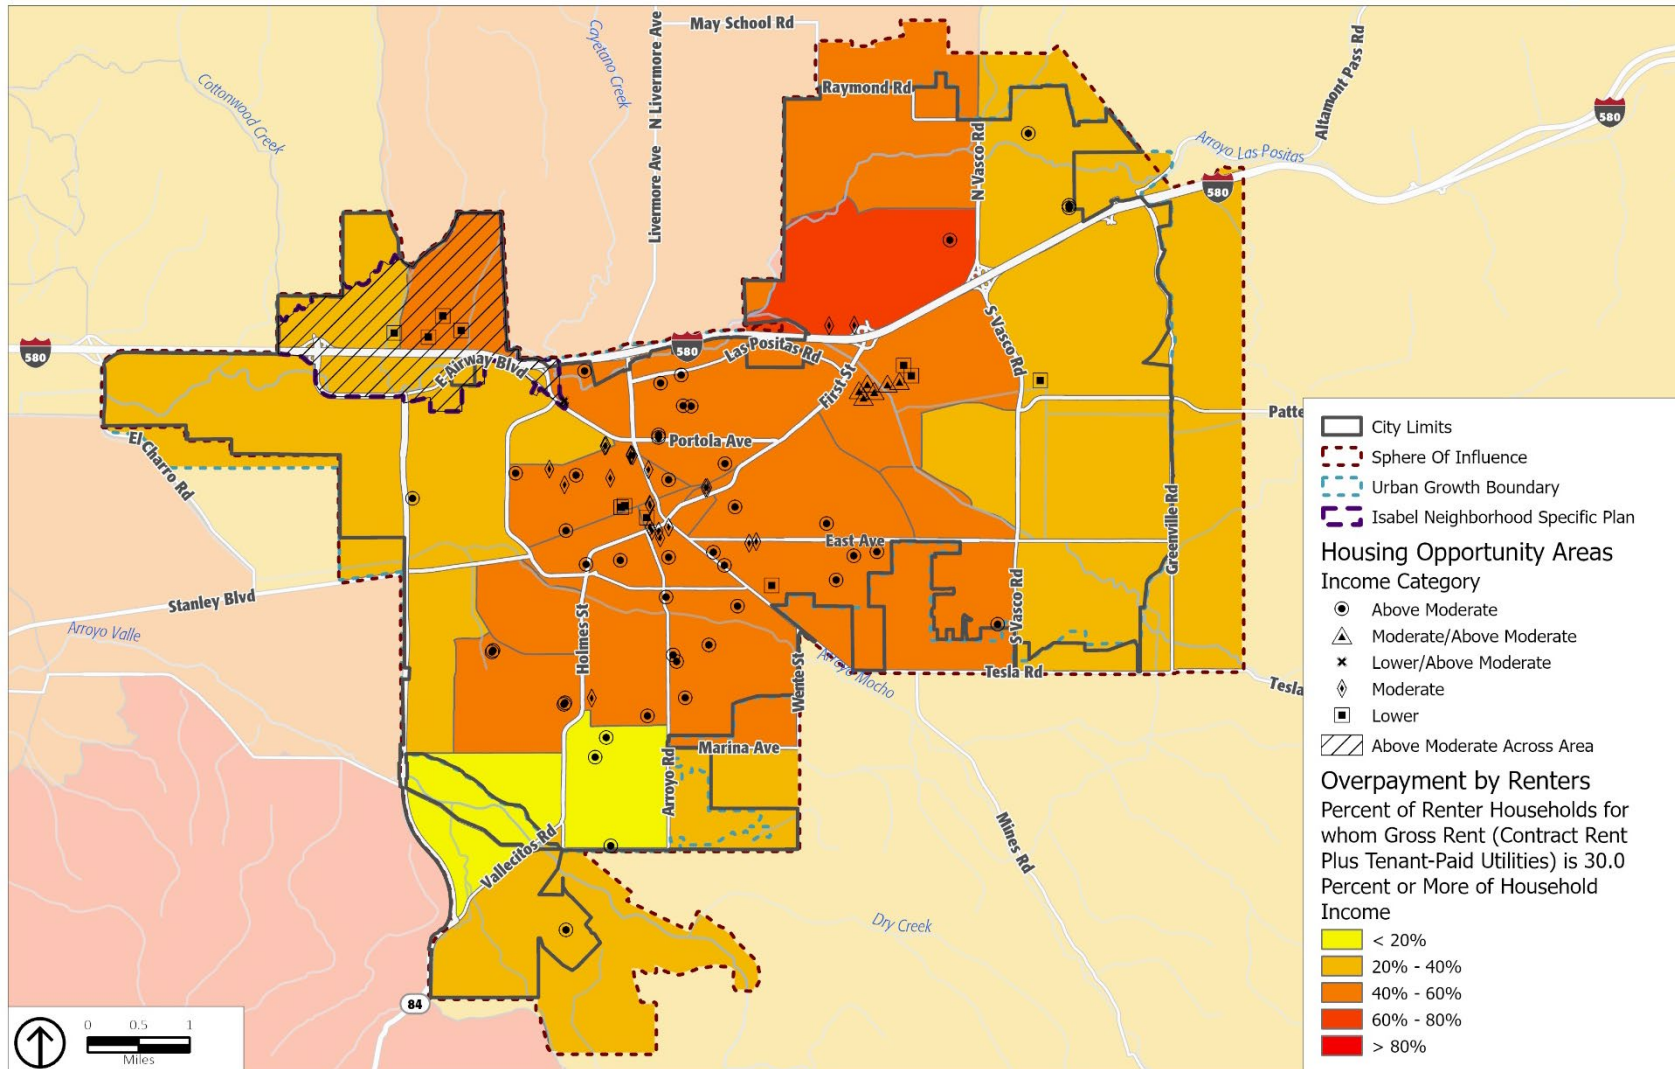 May School Rd
Cayetano Creek
N Livermore Ave
Livermore Ave
Altamont Pass Rd
Cottonwood Creek
Raymond Rd
580
N Vasco Rd
Arroyo Las Positas
580
580
580
Las Positas Rd
E Airway Blvd
First St
S Vasco Rd
Patte
El Charro Rd
Portola Ave
East Ave
Greenville Rd
Stanley Blvd
Arroyo Valle
Holmes St
S Vasco Rd
Wente St
Arroyo Mocho
Tesla Rd
Tesla
Marina Ave
Arroyo Rd
Mines Rd
Vallecitos Rd
Dry Creek
84
0 0.5 1
Miles
City Limits
Sphere Of Influence
Urban Growth Boundary
Isabel Neighborhood Specific Plan
Housing Opportunity Areas
Income Category
Above Moderate
Moderate/Above Moderate
Lower/Above Moderate
Moderate
Lower
Above Moderate Across Area
Overpayment by Renters
Percent of Renter Households for
whom Gross Rent (Contract Rent
Plus Tenant-Paid Utilities) is 30.0
Percent or More of Household
Income
< 20%
20% - 40%
40% - 60%
60% - 80%
> 80%